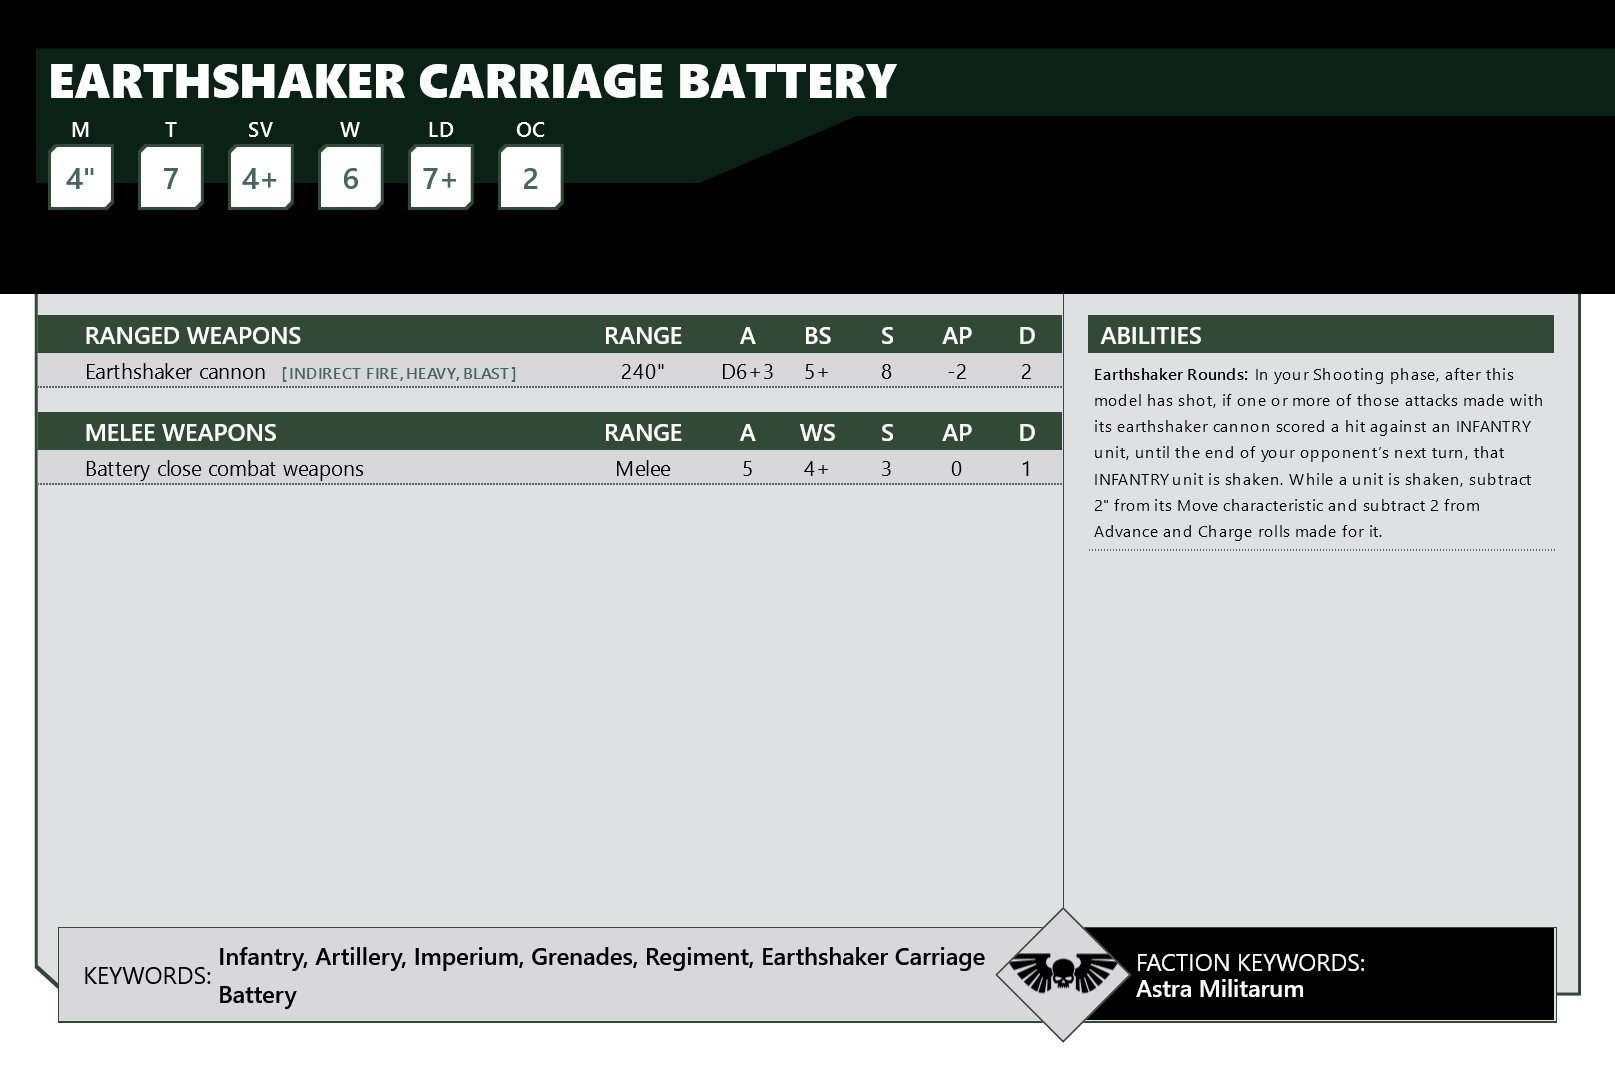 EARTHSHAKER CARRIAGE BATTERY
M T SV W LD OC
4" 7 4+ 6 7+ 2
RANGED WEAPONS RANGE A BS S AP D
Earthshaker cannon [INDIRECT FIRE, HEAVY, BLAST] 240" D6+3 5+ 8 -2 2
MELEE WEAPONS RANGE A WS S AP D
Battery close combat weapons Melee 5 4+ 3 0 1
ABILITIES
Earthshaker Rounds: In your Shooting phase, after this
model has shot, if one or more of those attacks made with
its earthshaker cannon scored a hit against an INFANTRY
unit, until the end of your opponent's next turn, that
INFANTRY unit is shaken. While a unit is shaken, subtract
2" from its Move characteristic and subtract 2 from
Advance and Charge rolls made for it.
KEYWORDS: Infantry, Artillery, Imperium, Grenades, Regiment, Earthshaker Carriage
Battery
FACTION KEYWORDS:
Astra Militarum